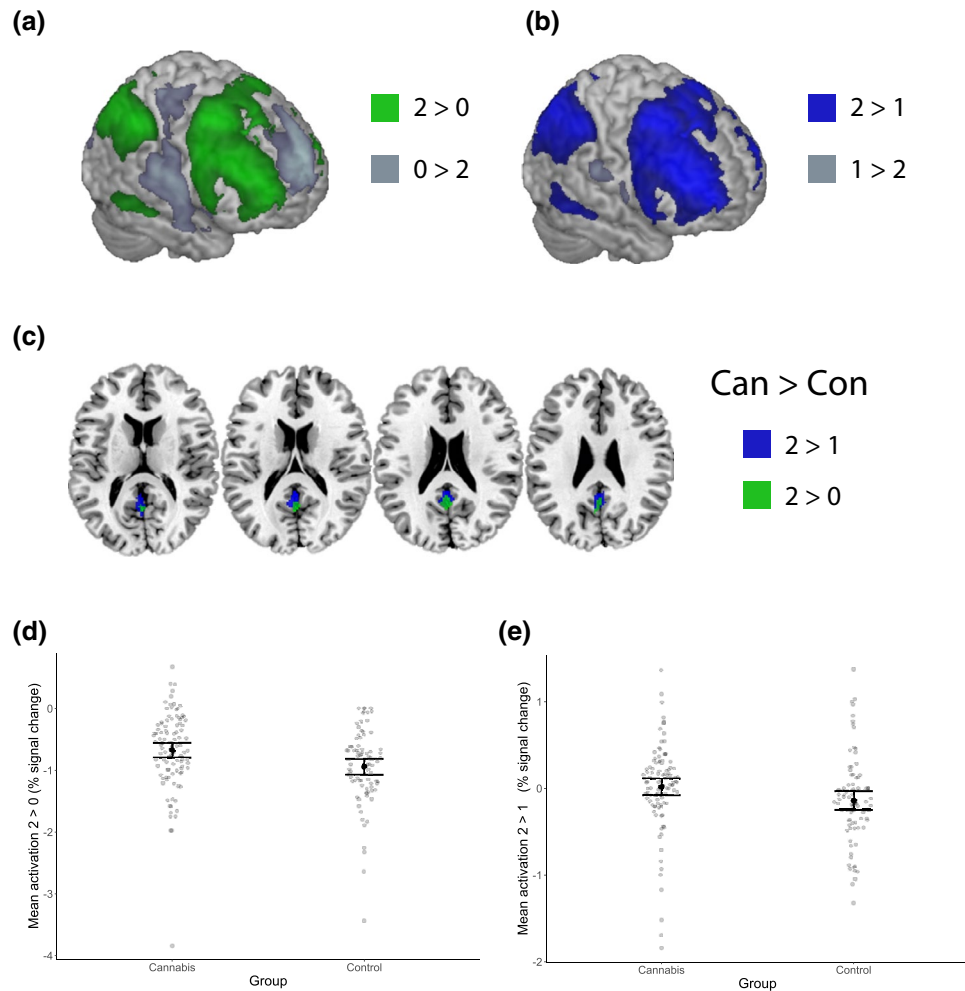 (a)
2 > 0
0 > 2
(b)
2 > 1
1 > 2
(c)
Can > Con
2 > 1
2 > 0
(d)
Mean activation 2 > 0 (% signal change)
0
-1
-2
-3
-4
Cannabis
Control
Group
(e)
Mean activation 2 > 1 (% signal change)
1
0
-1
-2
Cannabis
Control
Group